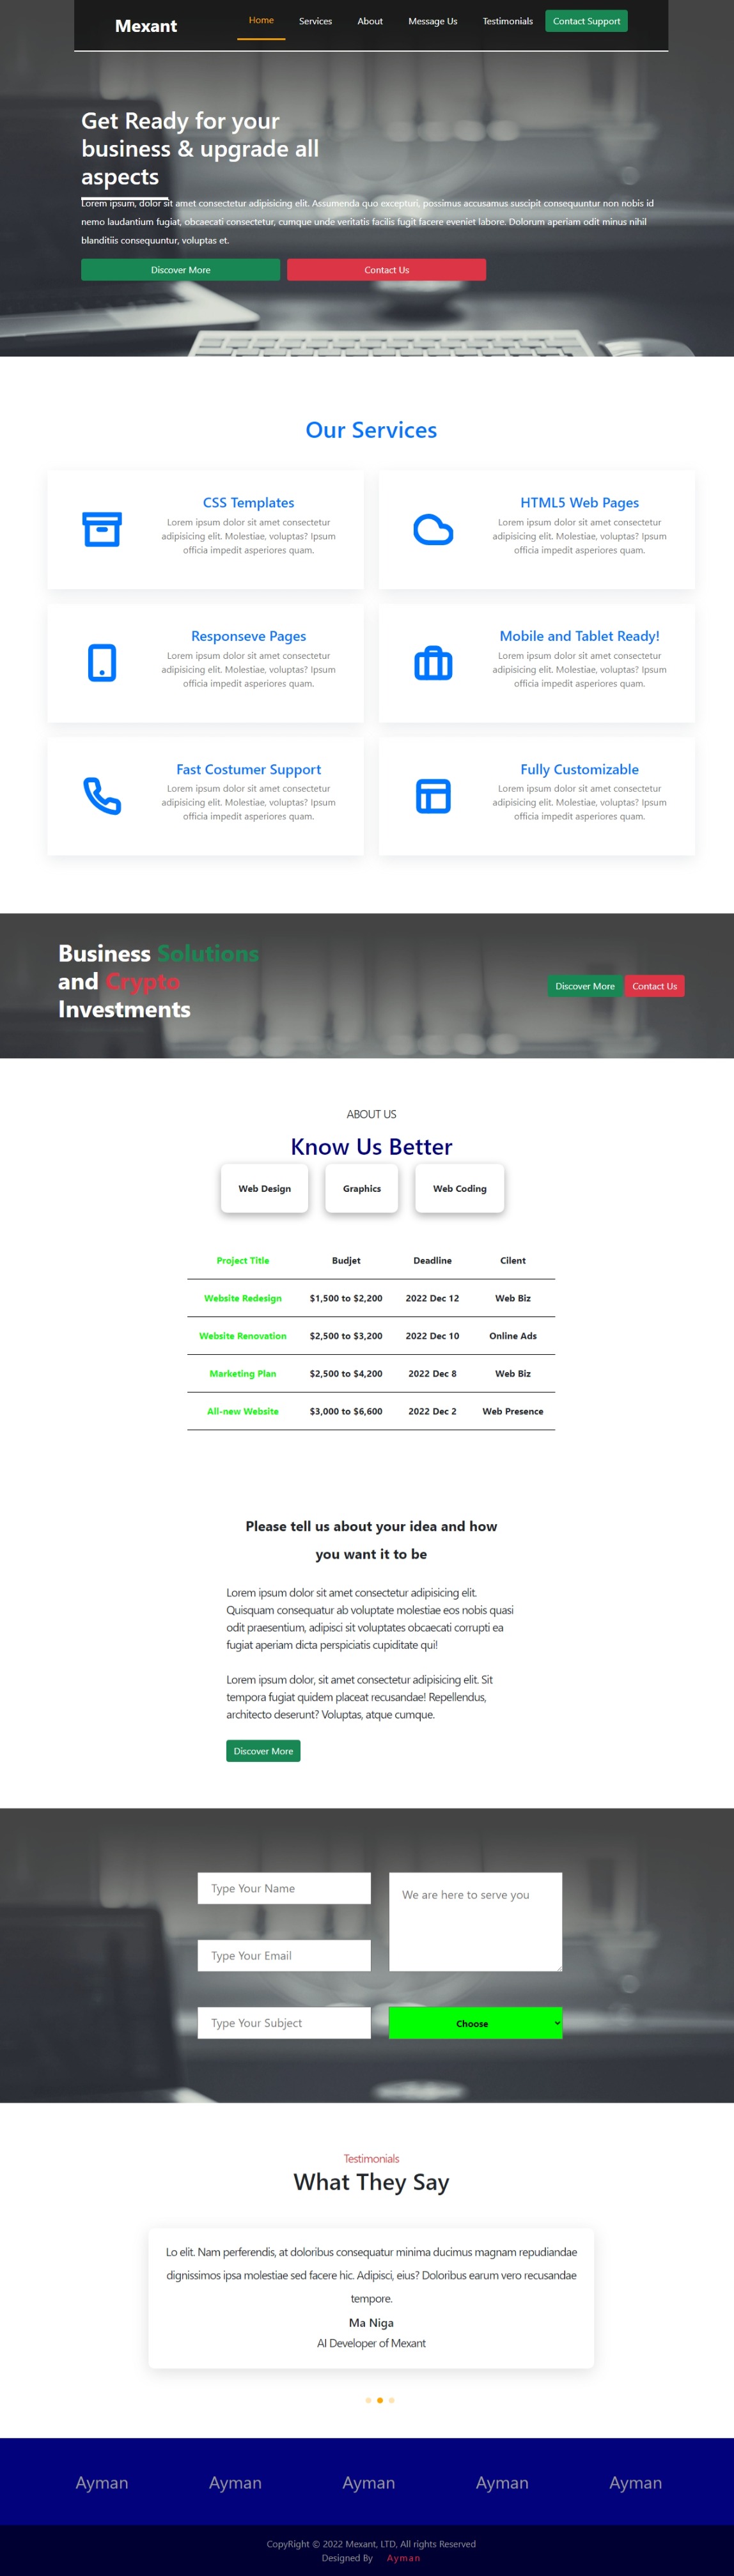 Mexant
Home Services About Message Us Testimonials Contact Support
Get Ready for your
business & upgrade all
aspects
Lorem ipsum, dolor sit amet consectetur adipisicing elit. Assumenda quo excepturi, possimus accusamus suscipit consequuntur non nobis id
nemo laudantium fugiat, obcaecati consectetur, cumque unde veritatis facilis fugit facere eveniet labore. Dolorum aperiam odit minus nihil
blanditiis consequuntur, voluptas et.
Discover More Contact Us
Our Services
CSS Templates
Lorem ipsum dolor sit amet consectetur
adipisicing elit. Molestiae, voluptas? Ipsum
officia impedit asperiores quam.
HTML5 Web Pages
Lorem ipsum dolor sit amet consectetur
adipisicing elit. Molestiae, voluptas? Ipsum
officia impedit asperiores quam.
Responseve Pages
Lorem ipsum dolor sit amet consectetur
adipisicing elit. Molestiae, voluptas? Ipsum
officia impedit asperiores quam.
Mobile and Tablet Ready!
Lorem ipsum dolor sit amet consectetur
adipisicing elit. Molestiae, voluptas? Ipsum
officia impedit asperiores quam.
Fast Costumer Support
Lorem ipsum dolor sit amet consectetur
adipisicing elit. Molestiae, voluptas? Ipsum
officia impedit asperiores quam.
Fully Customizable
Lorem ipsum dolor sit amet consectetur
adipisicing elit. Molestiae, voluptas? Ipsum
officia impedit asperiores quam.
Business Solutions
and Crypto
Investments
Discover More Contact Us
ABOUT US
Know Us Better
Web Design Graphics Web Coding
Project Title Budjet Deadline Cilent
Website Redesign $1,500 to $2,200 2022 Dec 12 Web Biz
Website Renovation $2,500 to $3,200 2022 Dec 10 Online Ads
Marketing Plan $2,500 to $4,200 2022 Dec 8 Web Biz
All-new Website $3,000 to $6,600 2022 Dec 2 Web Presence
Please tell us about your idea and how
you want it to be
Lorem ipsum dolor sit amet consectetur adipisicing elit.
Quisquam consequatur ab voluptate molestiae eos nobis quasi
odit praesentium, adipisci sit voluptates obcaecati corrupti ea
fugiat aperiam dicta perspiciatis cupiditate qui!
Lorem ipsum dolor, sit amet consectetur adipisicing elit. Sit
tempora fugiat quidem placeat recusandae! Repellendus,
architecto deserunt? Voluptas, atque cumque.
Discover More
Type Your Name
We are here to serve you
Type Your Email
Type Your Subject
Choose
Testimonials
What They Say
Lo elit. Nam perferendis, at doloribus consequatur minima ducimus magnam repudiandae
dignissimos ipsa molestiae sed facere hic. Adipisci, eius? Doloribus earum vero recusandae
tempore.
Ma Niga
AI Developer of Mexant
Ayman Ayman Ayman Ayman Ayman
CopyRight © 2022 Mexant, LTD, All rights Reserved
Designed By Ayman